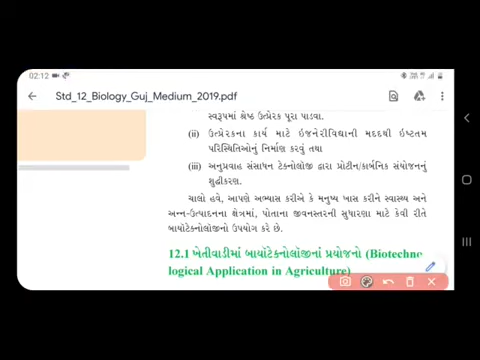 02:12
Std_12_Biology_Guj_Medium_2019.pdf
સ્વરૂપમાં શ્રેષ્ઠ ઉત્પ્રેરક પૂરા પાડવા.
(ii) ઉત્પ્રેરકના કાર્ય માટે ઇજનેરીવિદ્યાની મદદથી ઇષ્ટતમ
પરિસ્થિતિઓનું નિર્માણ કરવું તથા
(iii) અનુપ્રવાહ સંસાધન ટેક્નોલૉજી દ્વારા પ્રોટીન/કાર્બનિક સંયોજનનું
શુદ્ધીકરણ.
ચાલો હવે, આપણે અભ્યાસ કરીએ કે મનુષ્ય ખાસ કરીને સ્વાસ્થ્ય અને
અન્ન-ઉત્પાદનના ક્ષેત્રમાં, પોતાના જીવનસ્તરની સુધારણા માટે કેવી રીતે
બાયોટેક્નોલૉજીનો ઉપયોગ કરે છે.
12.1 ખેતીવાડીમાં બાયૉટેક્નોલૉજીનાં પ્રયોજનો (Biotechno
logical Application in Agriculture)